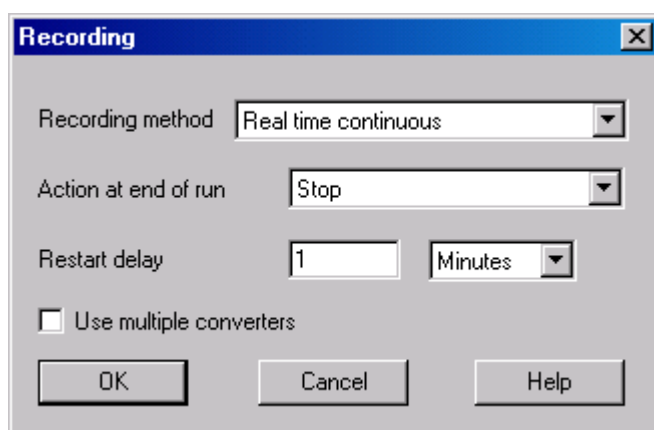 Recording
Recording method Real time continuous
Action at end of run Stop
Restart delay 1 Minutes
Use multiple converters
OK Cancel Help